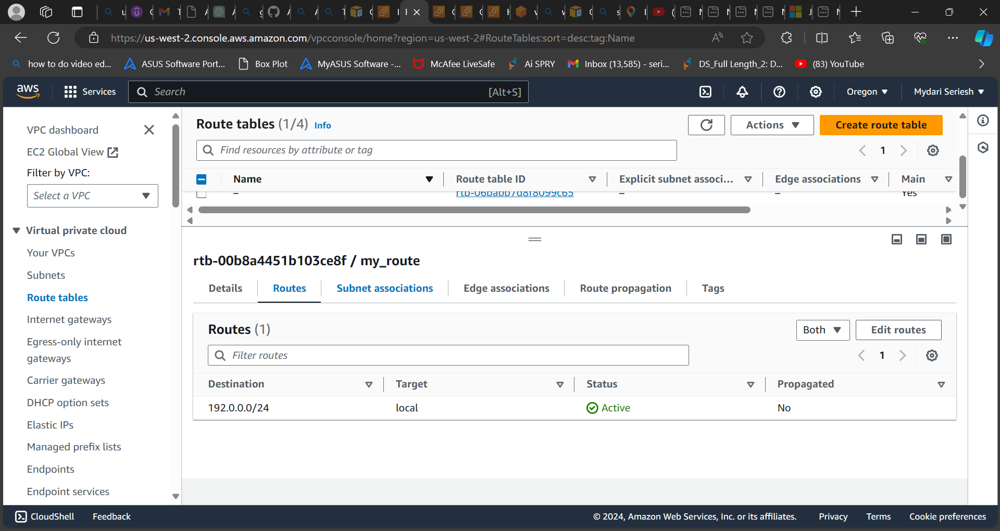 https://us-west-2.console.aws.amazon.com/vpcconsole/home?region=us-west-2#RouteTables:sort=desc:tag:Name
how to do video ed...
ASUS Software Port...
Box Plot
MyASUS Software -...
McAfee LiveSafe
Ai SPRY
Inbox (13,585) - seri...
DS_Full Length_2: D...
(83) YouTube
aws
Services
Search
[Alt+S]
Oregon
Mydari Seriesh
VPC dashboard
EC2 Global View
Filter by VPC:
Select a VPC
Virtual private cloud
Your VPCs
Subnets
Route tables
Internet gateways
Egress-only internet
gateways
Carrier gateways
DHCP option sets
Elastic IPs
Managed prefix lists
Endpoints
Endpoint services
Route tables (1/4) Info
Actions
Create route table
Find resources by attribute or tag
1
Name
Route table ID
Explicit subnet associ...
Edge associations
Main
–
rtb-06babb7d8f8099c65
–
–
Yes
rtb-00b8a4451b103ce8f / my_route
Details
Routes
Subnet associations
Edge associations
Route propagation
Tags
Routes (1)
Both
Edit routes
Filter routes
1
Destination
Target
Status
Propagated
192.0.0.0/24
local
Active
No
CloudShell
Feedback
© 2024, Amazon Web Services, Inc. or its affiliates.
Privacy
Terms
Cookie preferences